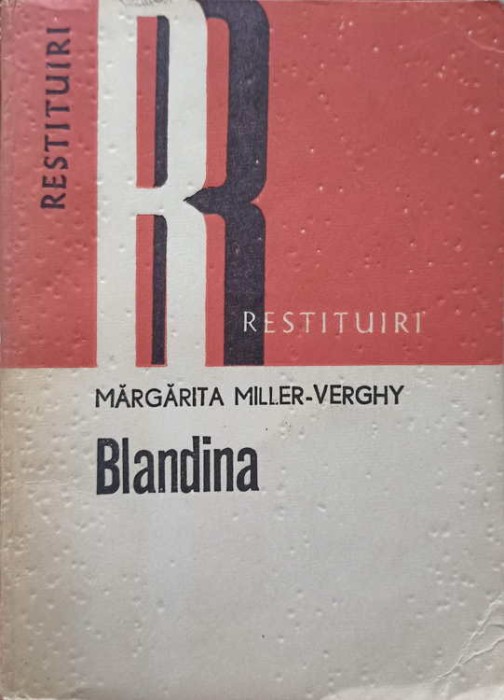 RESTITUIRI
R
RESTITUIRI
MĂRGĂRITA MILLER-VERGHY
Blandina